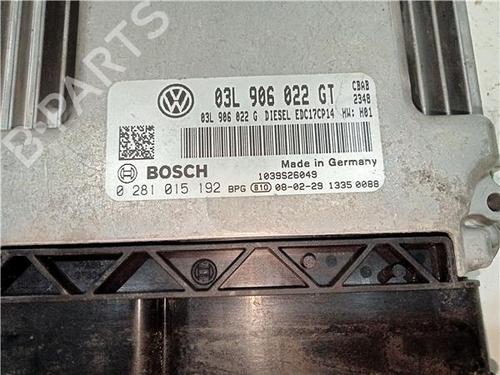 B-PARTS
03L 906 022 GT
CBAB
2348
03L 906 022 G DIESEL EDC17CP14 HW: H01
BOSCH
Made in Germany
1039S26049
0 281 015 192 BPG 810 08-02-29 1335 0088